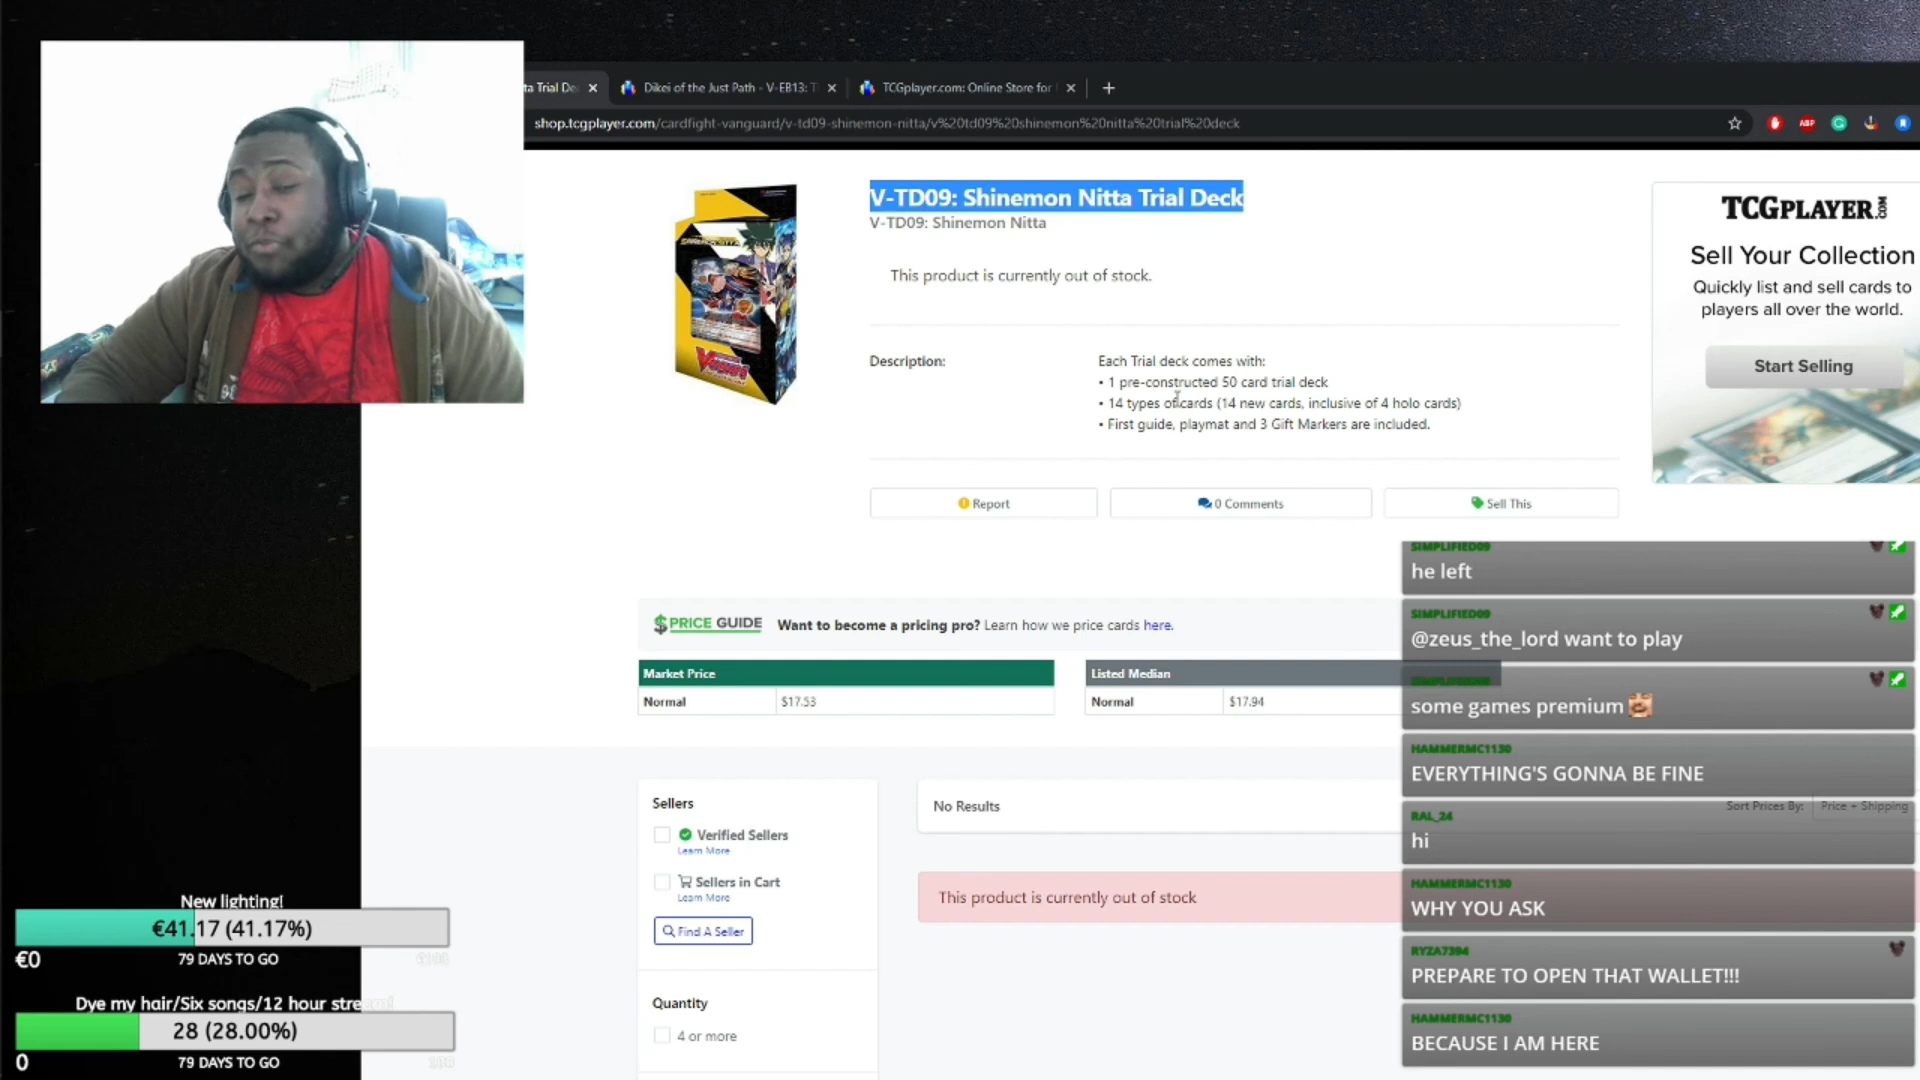 ta Trial De
Dikei of the Just Path - V-EB13: T
TCGplayer.com: Online Store for
shop.tcgplayer.com/cardfight-vanguard/v-td09-shinemon-nitta/v%20td09%20shinemon%20nitta%20trial%20deck
ABP
V-TD09: Shinemon Nitta Trial Deck
V-TD09: Shinemon Nitta
This product is currently out of stock.
Description:
Each Trial deck comes with:
• 1 pre-constructed 50 card trial deck
• 14 types of cards (14 new cards, inclusive of 4 holo cards)
• First guide, playmat and 3 Gift Markers are included.
Report
0 Comments
Sell This
TCGPLAYER.COM
Sell Your Collection
Quickly list and sell cards to
players all over the world.
Start Selling
SHINEMON NITTA
VANGUARD
$PRICE GUIDE
Want to become a pricing pro? Learn how we price cards here.
Market Price
Normal $17.53
Listed Median
Normal $17.94
Sellers
Verified Sellers
Learn More
Sellers in Cart
Learn More
Find A Seller
Quantity
4 or more
No Results
Sort Prices By: Price + Shipping
This product is currently out of stock
SIMPLIFIED09
he left
SIMPLIFIED09
@zeus_the_lord want to play
SIMPLIFIED09
some games premium
HAMMERMC1130
EVERYTHING'S GONNA BE FINE
RAL_24
hi
HAMMERMC1130
WHY YOU ASK
RYZA7394
PREPARE TO OPEN THAT WALLET!!!
HAMMERMC1130
BECAUSE I AM HERE
New lighting!
€41.17 (41.17%)
€0
79 DAYS TO GO
Dye my hair/Six songs/12 hour stream!
28 (28.00%)
0
79 DAYS TO GO